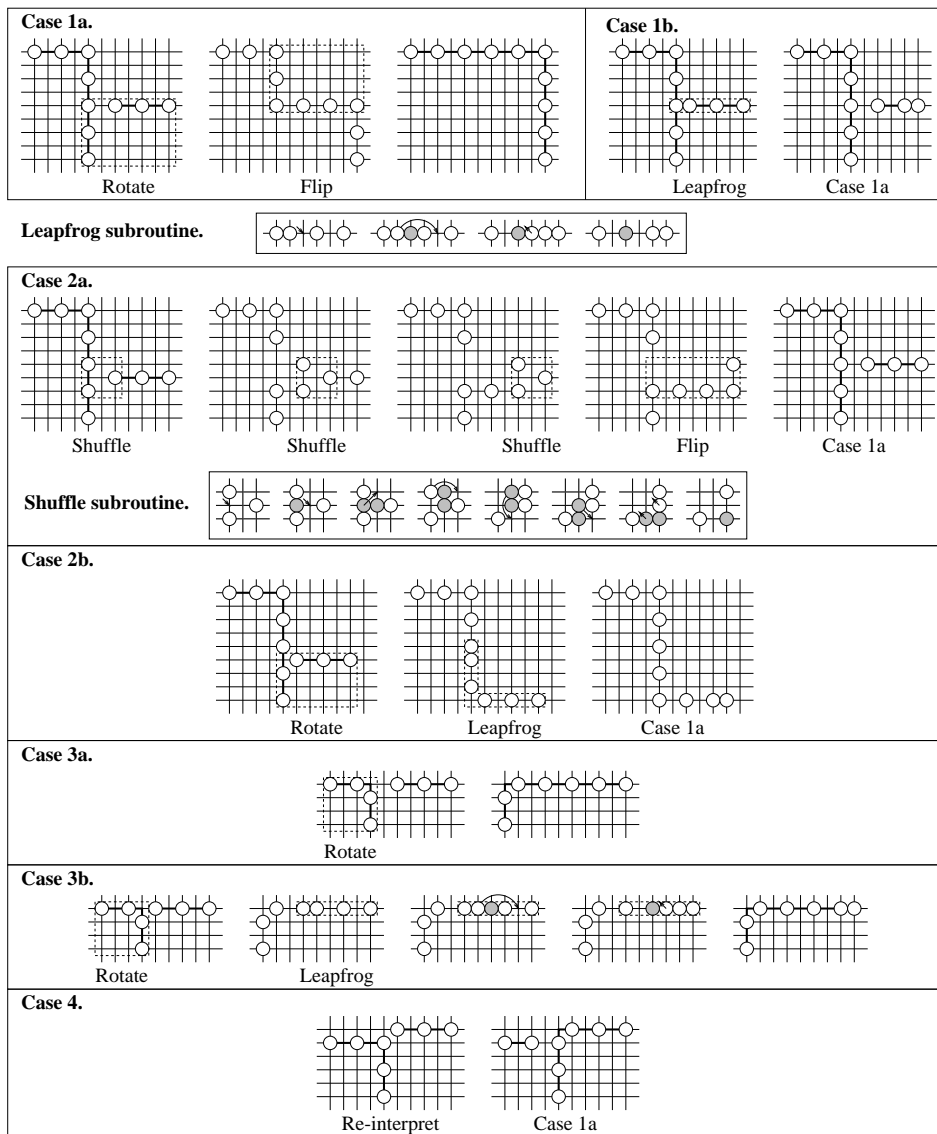 Case 1a.
Case 1b.
Rotate
Flip
Leapfrog
Case 1a
Leapfrog subroutine.
Case 2a.
Shuffle
Shuffle
Shuffle
Flip
Case 1a
Shuffle subroutine.
Case 2b.
Rotate
Leapfrog
Case 1a
Case 3a.
Rotate
Case 3b.
Rotate
Leapfrog
Case 4.
Re-interpret
Case 1a